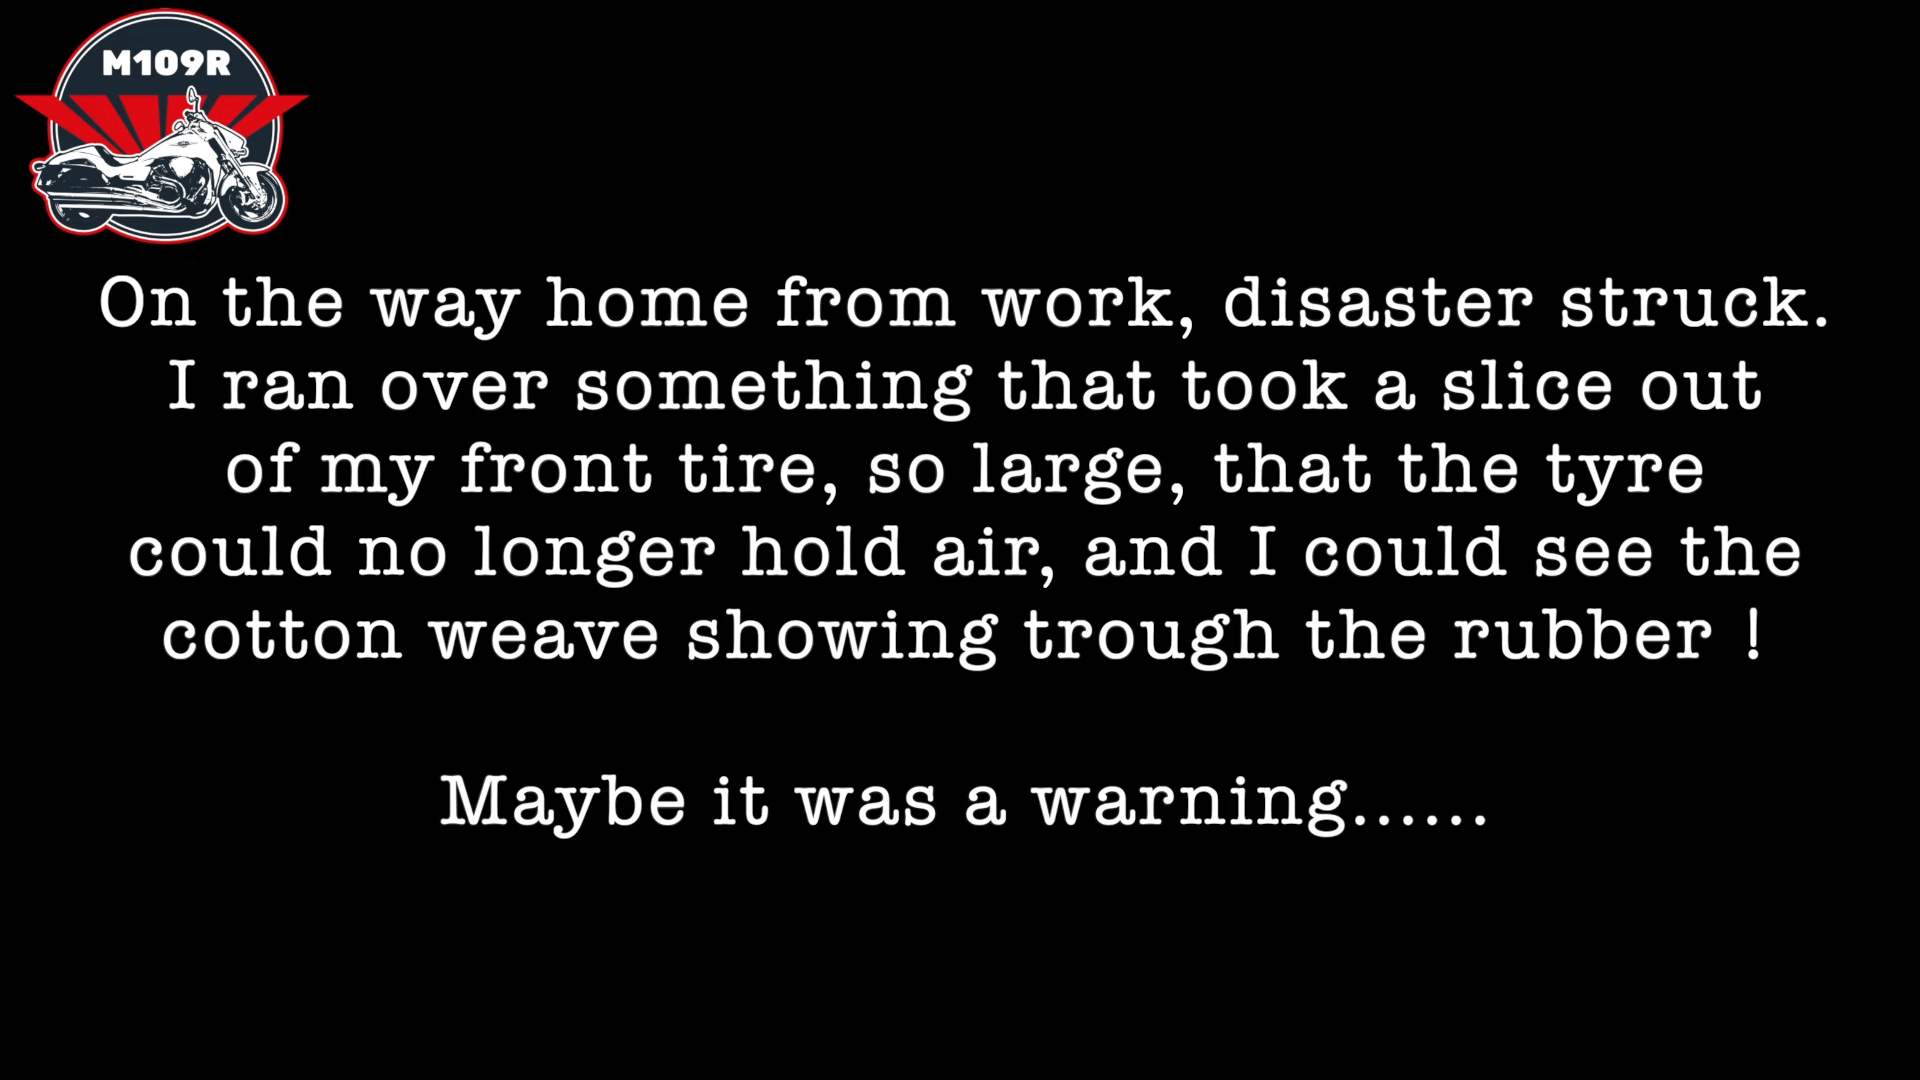 M109R
On the way home from work, disaster struck.
I ran over something that took a slice out
of my front tire, so large, that the tyre
could no longer hold air, and I could see the
cotton weave showing trough the rubber !
Maybe it was a warning......